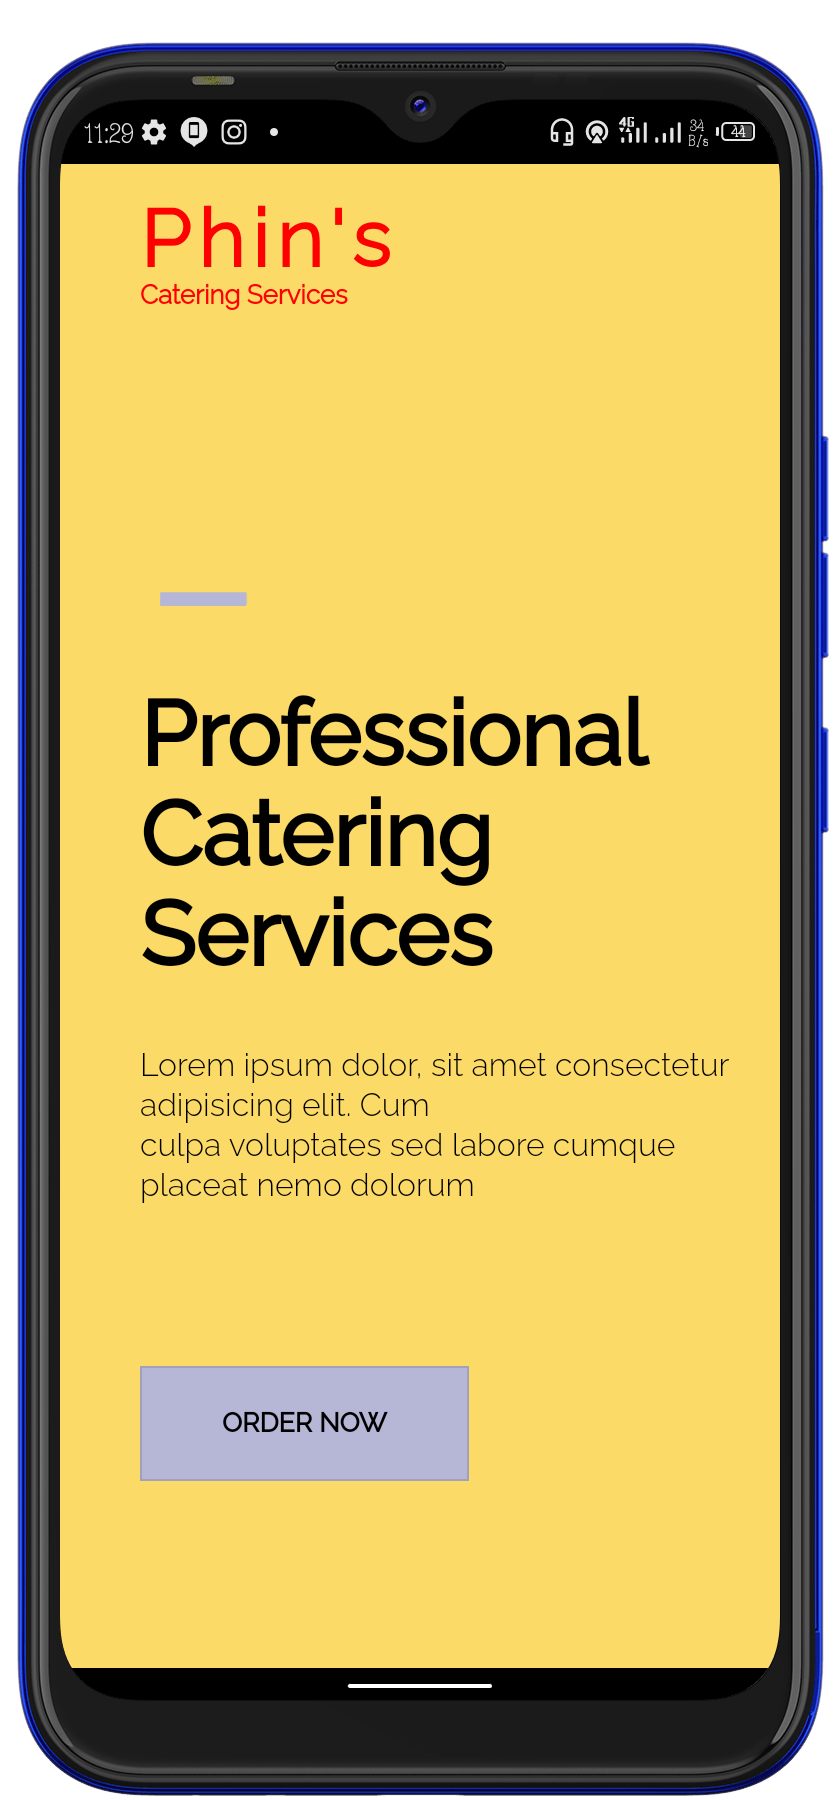 11:29 4G 34 B/s 44
Phin's
Catering Services
Professional
Catering
Services
Lorem ipsum dolor, sit amet consectetur
adipisicing elit. Cum
culpa voluptates sed labore cumque
placeat nemo dolorum
ORDER NOW